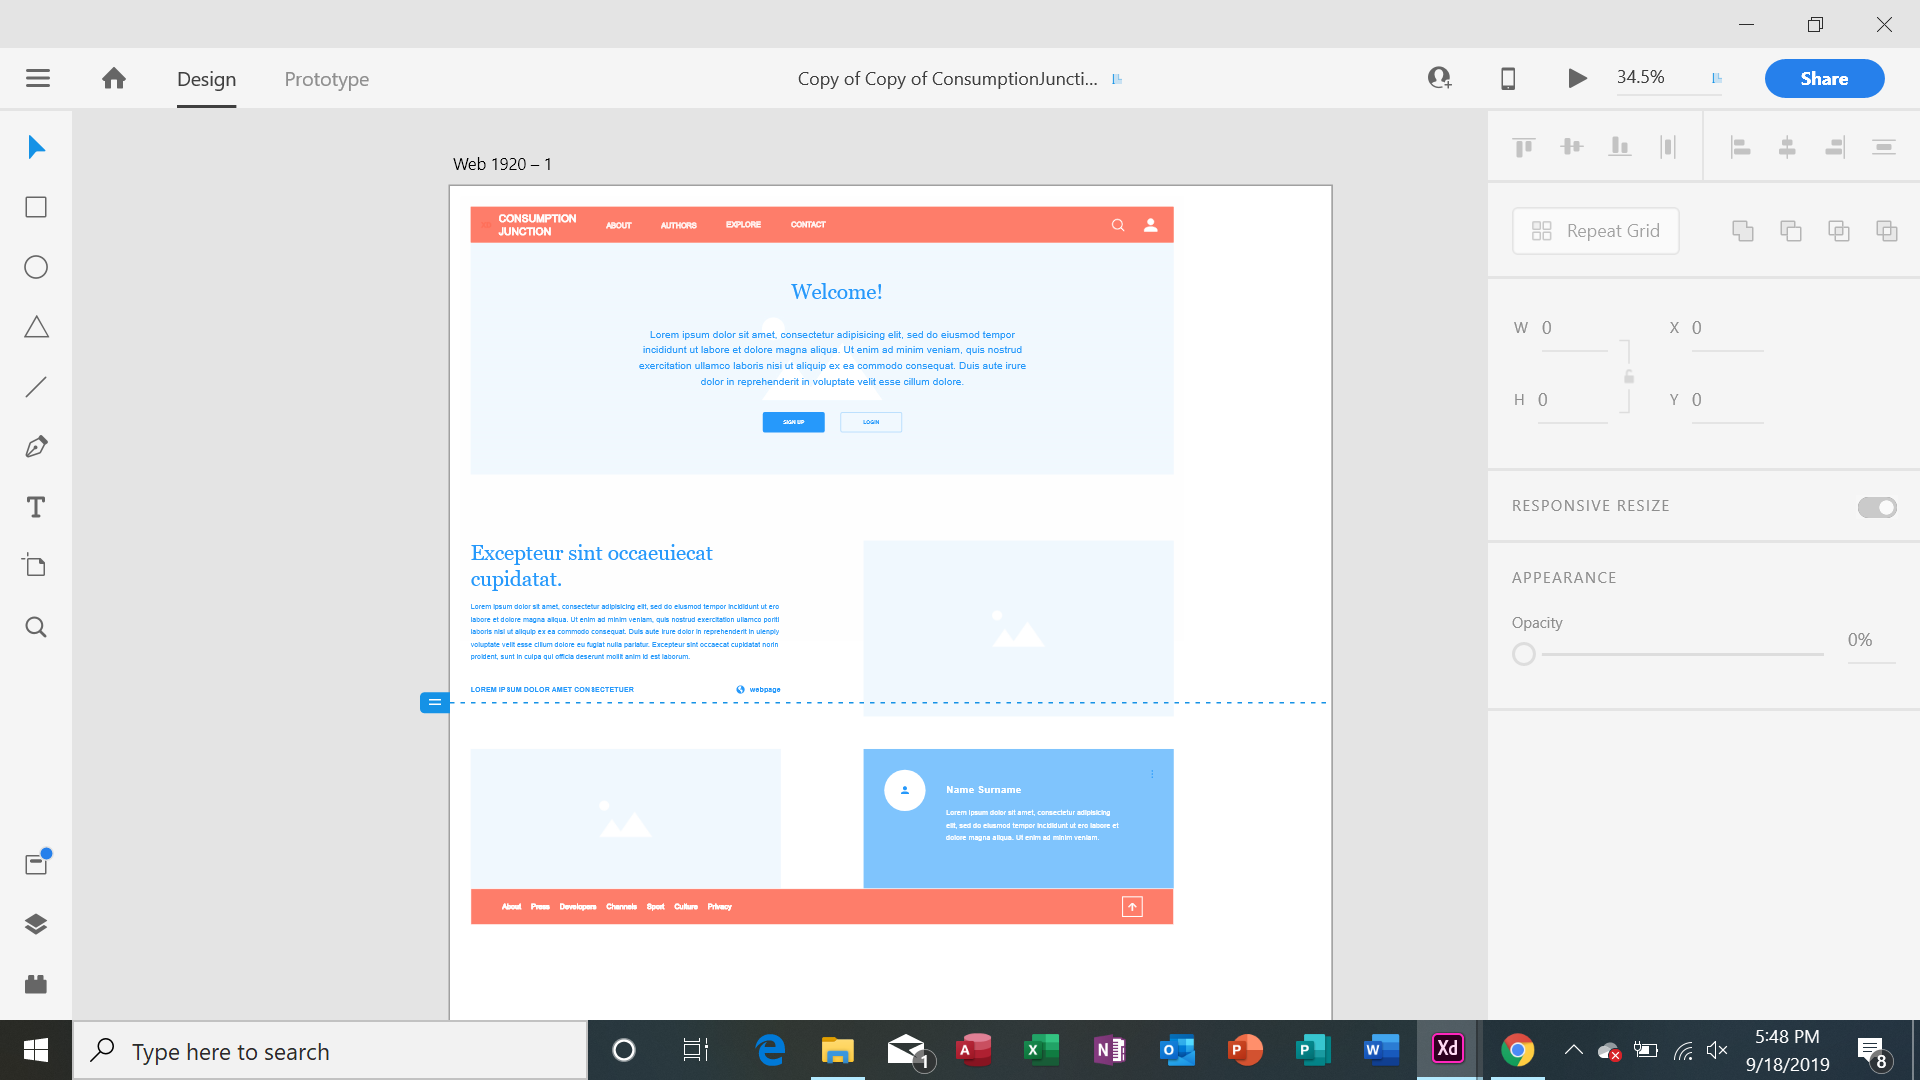 Design
Prototype
Copy of Copy of ConsumptionJuncti...
34.5%
Share
Web 1920 – 1
CONSUMPTION
JUNCTION
ABOUT
AUTHORS
EXPLORE
CONTACT
Welcome!
Lorem ipsum dolor sit amet, consectetur adipisicing elit, sed do eiusmod tempor
incididunt ut labore et dolore magna aliqua. Ut enim ad minim veniam, quis nostrud
exercitation ullamco laboris nisi ut aliquip ex ea commodo consequat. Duis aute irure
dolor in reprehenderit in voluptate velit esse cillum dolore.
SIGN UP
LOGIN
Excepteur sint occaeuiecat
cupidatat.
Lorem ipsum dolor sit amet, consectetur adipisicing elit, sed do eiusmod tempor incididunt ut ero
labore et dolore magna aliqua. Ut enim ad minim veniam, quis nostrud exercitation ullamco poriti
laboris nisi ut aliquip ex ea commodo consequat. Duis aute irure dolor in reprehenderit in uienply
voluptate velit esse cillum dolore eu fugiat nulla pariatur. Excepteur sint occaecat cupidatat norin
proident, sunt in culpa qui officia deserunt mollit anim id est laborum.
LOREM IPSUM DOLOR AMET CONSECTETUER
webpage
Name Surname
Lorem ipsum dolor sit amet, consectetur adipisicing
elit, sed do eiusmod tempor incididunt ut ero labore et
dolore magna aliqua. Ut enim ad minim veniam.
About Press Developers Channels Sport Culture Privacy
Repeat Grid
W 0
X 0
H 0
Y 0
RESPONSIVE RESIZE
APPEARANCE
Opacity
0%
Type here to search
1
A
X
N
O
P
P
W
Xd
5:48 PM
9/18/2019
8